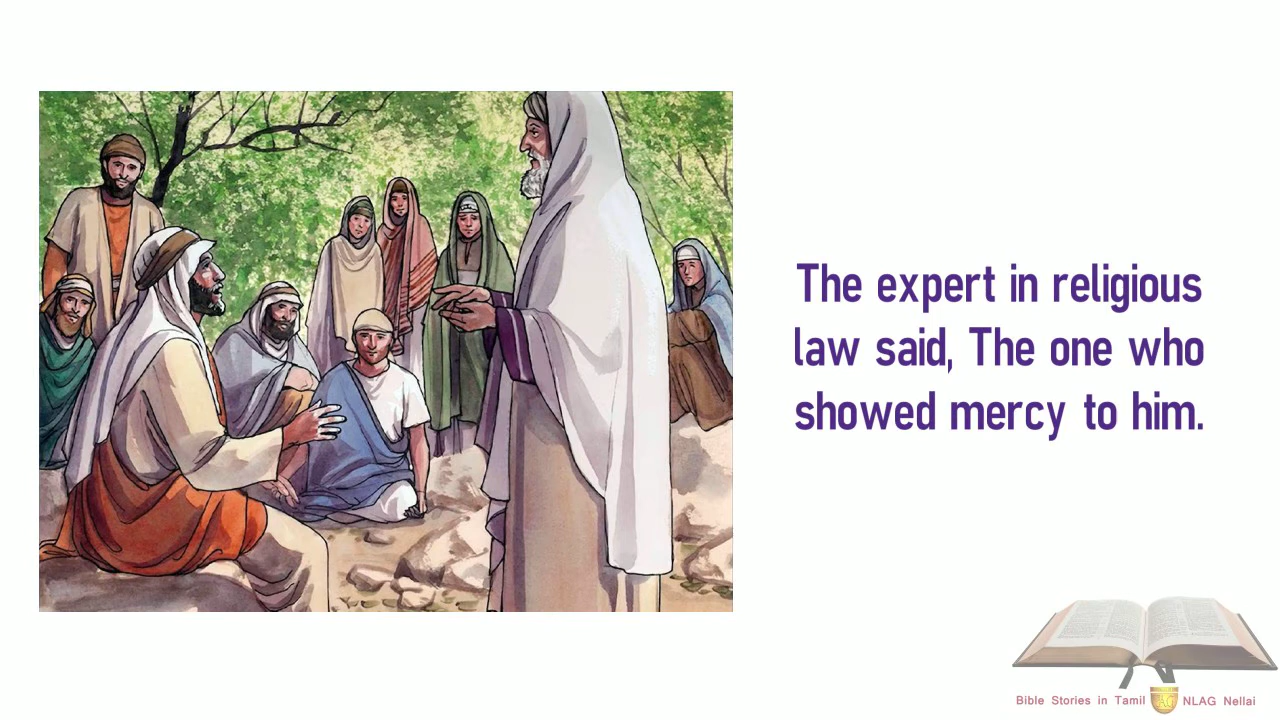 The expert in religious
law said, The one who
showed mercy to him.
Bible Stories in Tamil NLAG Nellai